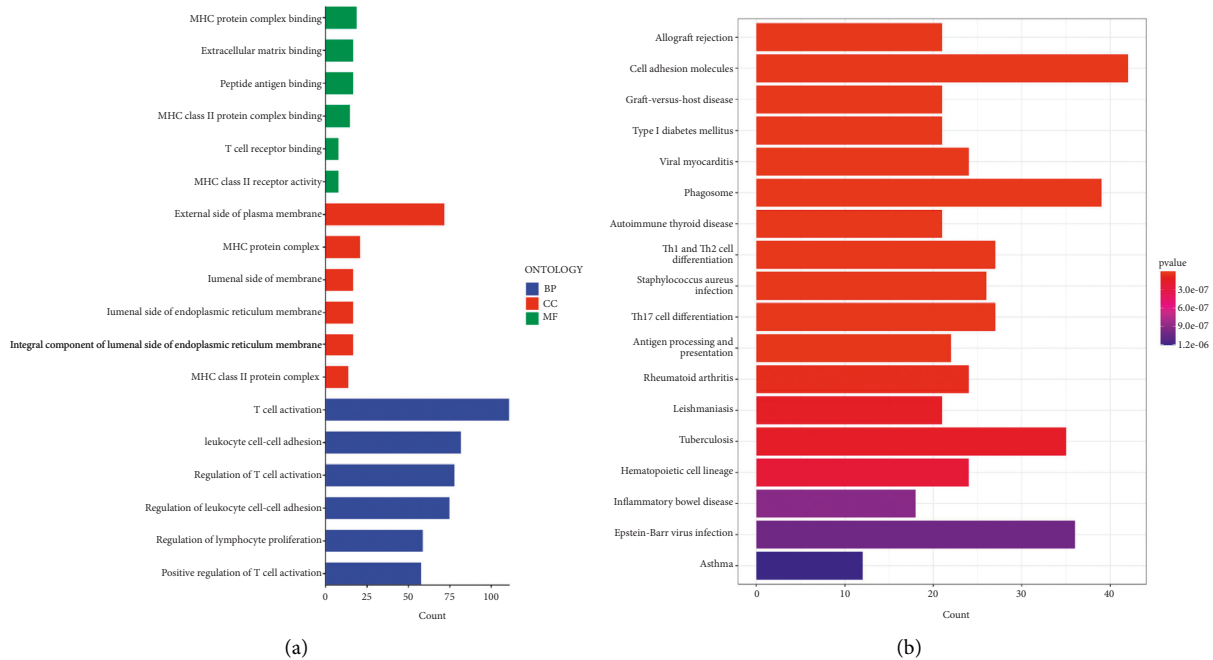 MHC protein complex binding
Extracellular matrix binding
Peptide antigen binding
MHC class II protein complex binding
T cell receptor binding
MHC class II receptor activity
External side of plasma membrane
MHC protein complex
Iumenal side of membrane
Iumenal side of endoplasmic reticulum membrane
Integral component of lumenal side of endoplasmic reticulum membrane
MHC class II protein complex
T cell activation
leukocyte cell-cell adhesion
Regulation of T cell activation
Regulation of leukocyte cell-cell adhesion
Regulation of lymphocyte proliferation
Positive regulation of T cell activation
0 25 50 75 100
Count
ONTOLOGY
BP
CC
MF
(a)
Allograft rejection
Cell adhesion molecules
Graft-versus-host disease
Type I diabetes mellitus
Viral myocarditis
Phagosome
Autoimmune thyroid disease
Th1 and Th2 cell
differentiation
Staphylococcus aureus
infection
Th17 cell differentiation
Antigen processing and
presentation
Rheumatoid arthritis
Leishmaniasis
Tuberculosis
Hematopoietic cell lineage
Inflammatory bowel disease
Epstein-Barr virus infection
Asthma
0 10 20 30 40
Count
pvalue
3.0e-07
6.0e-07
9.0e-07
1.2e-06
(b)